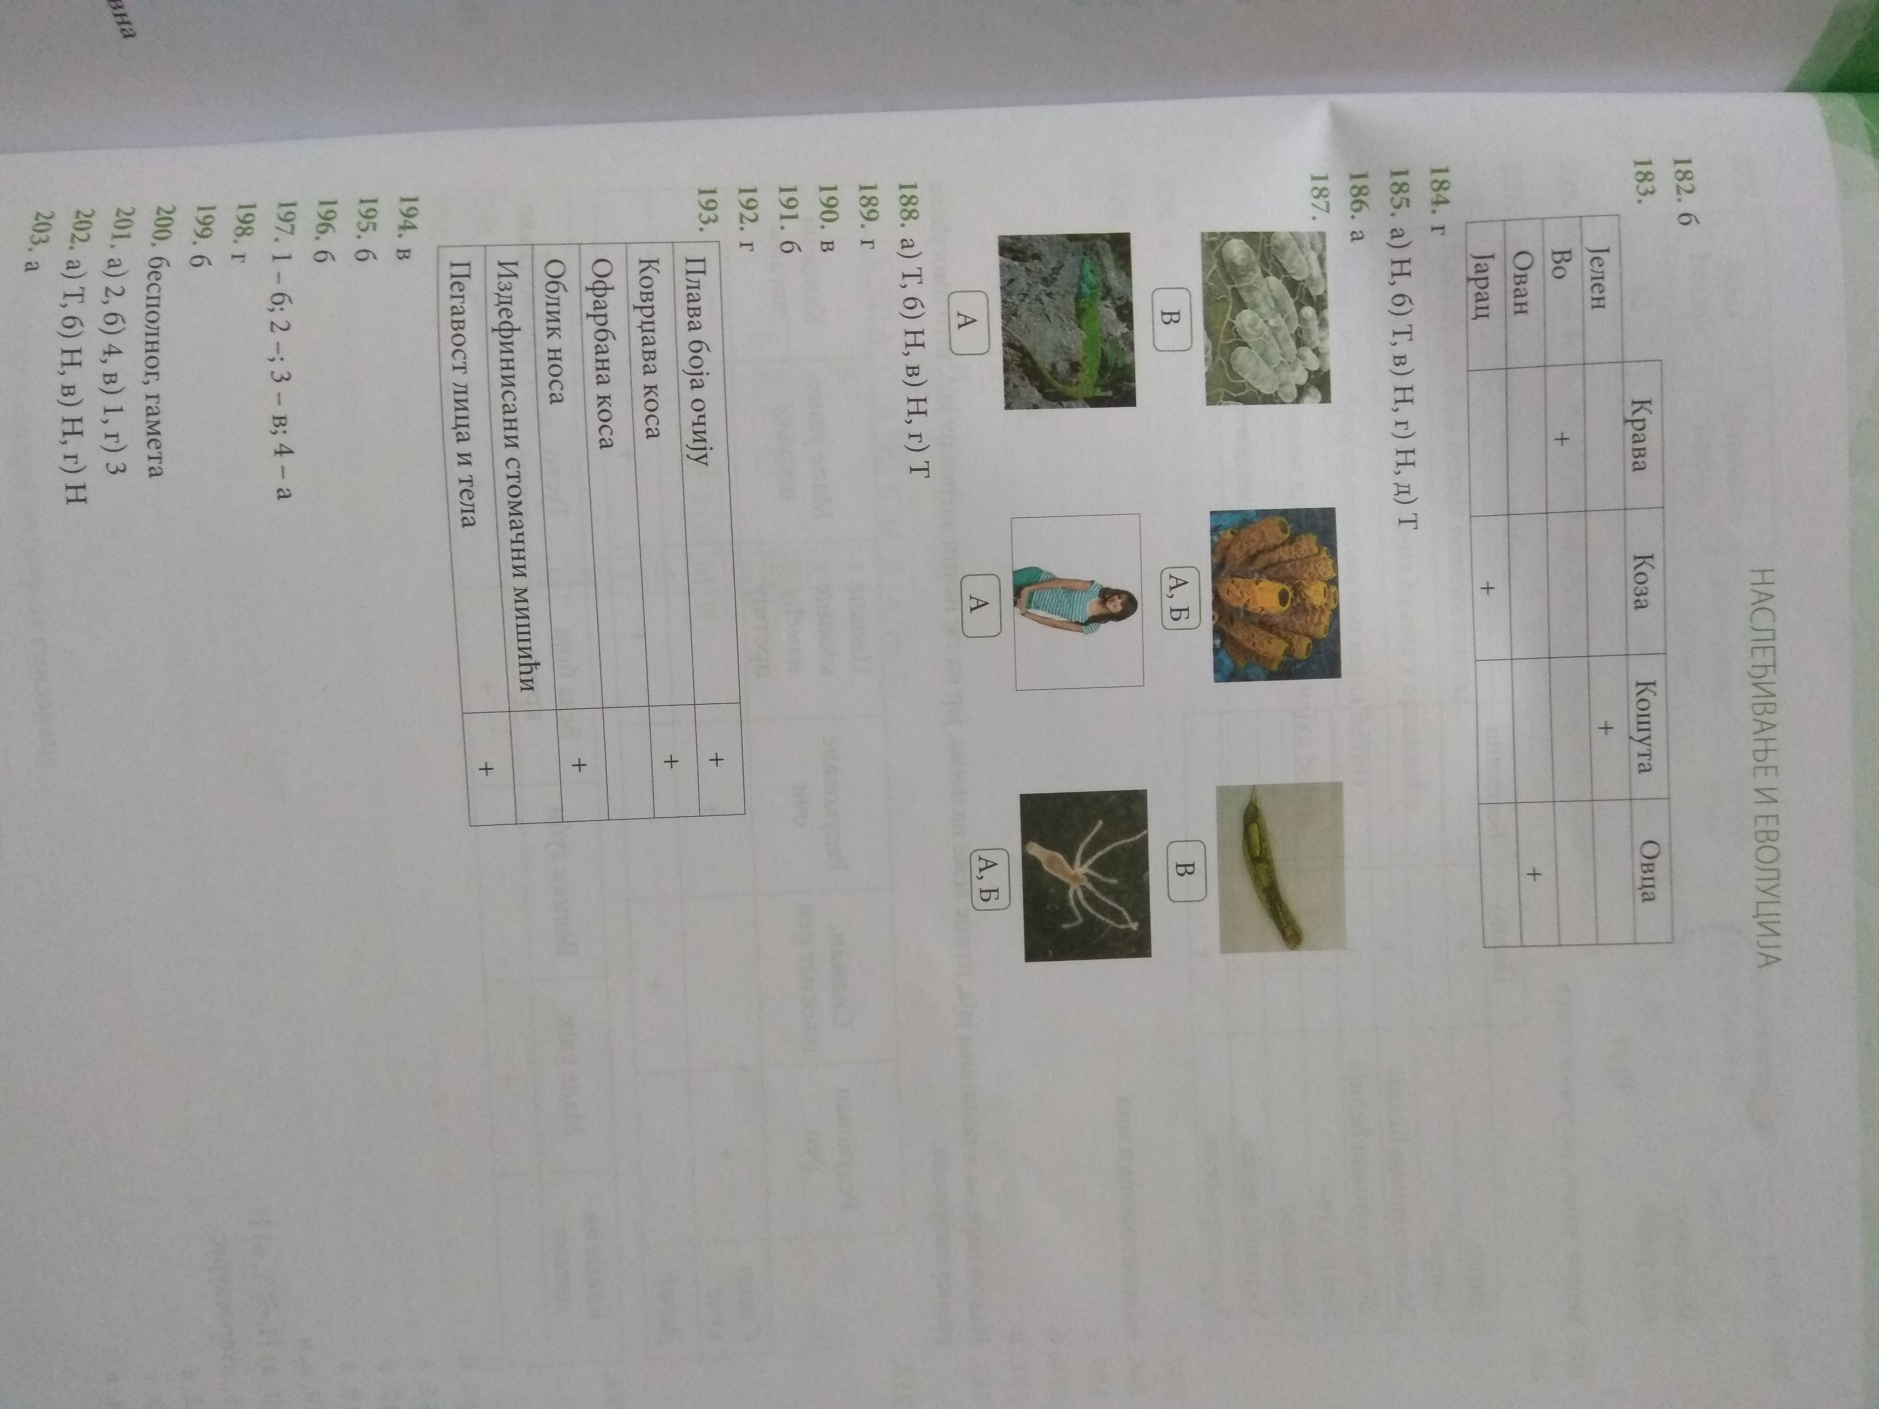 НАСЛЕЂИВАЊЕ И ЕВОЛУЦИЈА
182. б
183.
Крава Коза Кошута Овца
Јелен +
Во +
Ован +
Јарац +
184. г
185. а) Н, б) Т, в) Н, г) Н, д) Т
186. а
187.
В А, Б В
А А А, Б
188. а) Т, б) Н, в) Н, г) Т
189. г
190. в
191. б
192. г
193.
Плава боја очију +
Коврџава коса +
Офарбана коса
Облик носа +
Издефинисани стомачни мишићи
Пегавост лица и тела +
194. в
195. б
196. б
197. 1 – б; 2 –; 3 – в; 4 – а
198. г
199. б
200. бесполног, гамета
201. а) 2, б) 4, в) 1, г) 3
202. а) Т, б) Н, в) Н, г) Н
203. а
вна